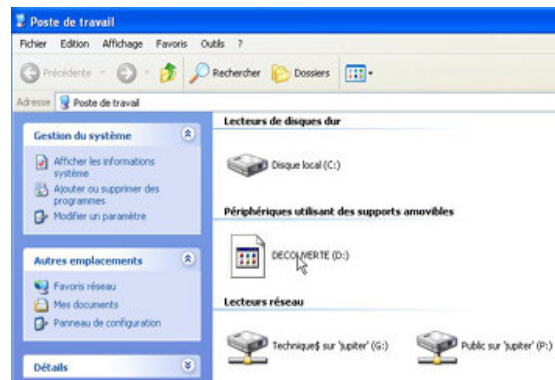 Poste de travail
Fichier Edition Affichage Favoris Outils ?
Précédente Rechercher Dossiers
Adresse Poste de travail
Gestion du système
Afficher les informations
système
Ajouter ou supprimer des
programmes
Modifier un paramètre
Autres emplacements
Favoris réseau
Mes documents
Panneau de configuration
Détails
Lecteurs de disques dur
Disque local (C:)
Périphériques utilisant des supports amovibles
DECOUVERTE (D:)
Lecteurs réseau
Technique$ sur 'jupiter' (G:)
Public sur 'jupiter' (P:)